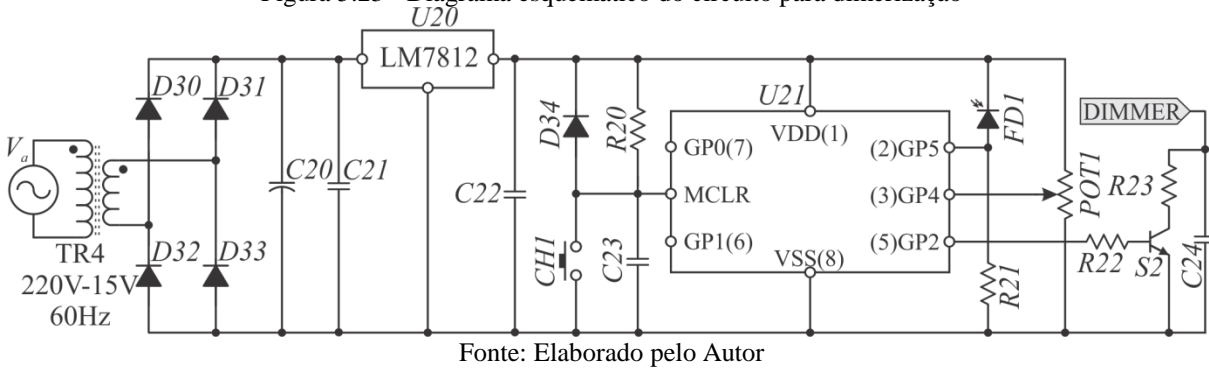 Figura 5.25 – Diagrama esquemático do circuito para dimerização
U20
LM7812
D30
D31
Va
C20
C21
C22
D34
R20
U21
VDD(1)
GP0(7)
MCLR
GP1(6)
VSS(8)
(2)GP5
(3)GP4
(5)GP2
FD1
POT1
DIMMER
R23
R22
S2
C24
R21
CH1
C23
D32
D33
TR4
220V-15V
60Hz
Fonte: Elaborado pelo Autor